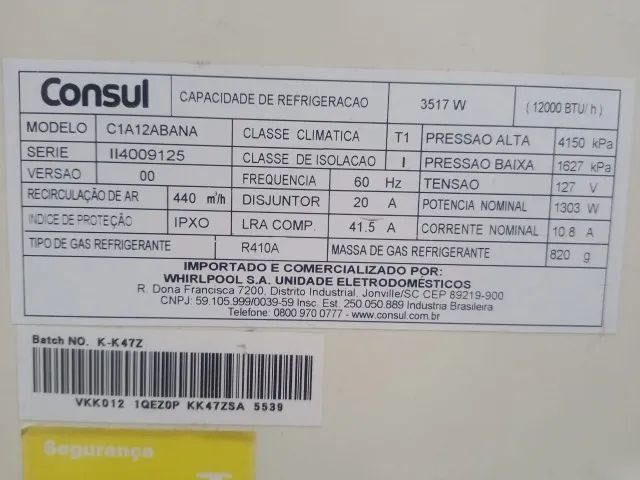 Consul CAPACIDADE DE REFRIGERACAO 3517 W (12000 BTU/h)
MODELO C1A12ABANA CLASSE CLIMATICA T1 PRESSAO ALTA 4150 kPa
SERIE II4009125 CLASSE DE ISOLACAO I PRESSAO BAIXA 1627 kPa
VERSAO 00 FREQUENCIA 60 Hz TENSAO 127 V
RECIRCULAÇÃO DE AR 440 m³/h DISJUNTOR 20 A POTENCIA NOMINAL 1303 W
INDICE DE PROTEÇÃO IPXO LRA COMP. 41.5 A CORRENTE NOMINAL 10.8 A
TIPO DE GAS REFRIGERANTE R410A MASSA DE GAS REFRIGERANTE 820 g
IMPORTADO E COMERCIALIZADO POR:
WHIRLPOOL S.A. UNIDADE ELETRODOMÉSTICOS
R. Dona Francisca 7200, Distrito Industrial, Jonville/SC CEP 89219-900
CNPJ: 59.105.999/0039-59 Insc. Est. 250.050.889 Industria Brasileira
Telefone: 0800 970 0777 - www.consul.com.br
Batch NO. K-K47Z
VKK012 1QEZ0P KK47ZSA 5539
Segurança